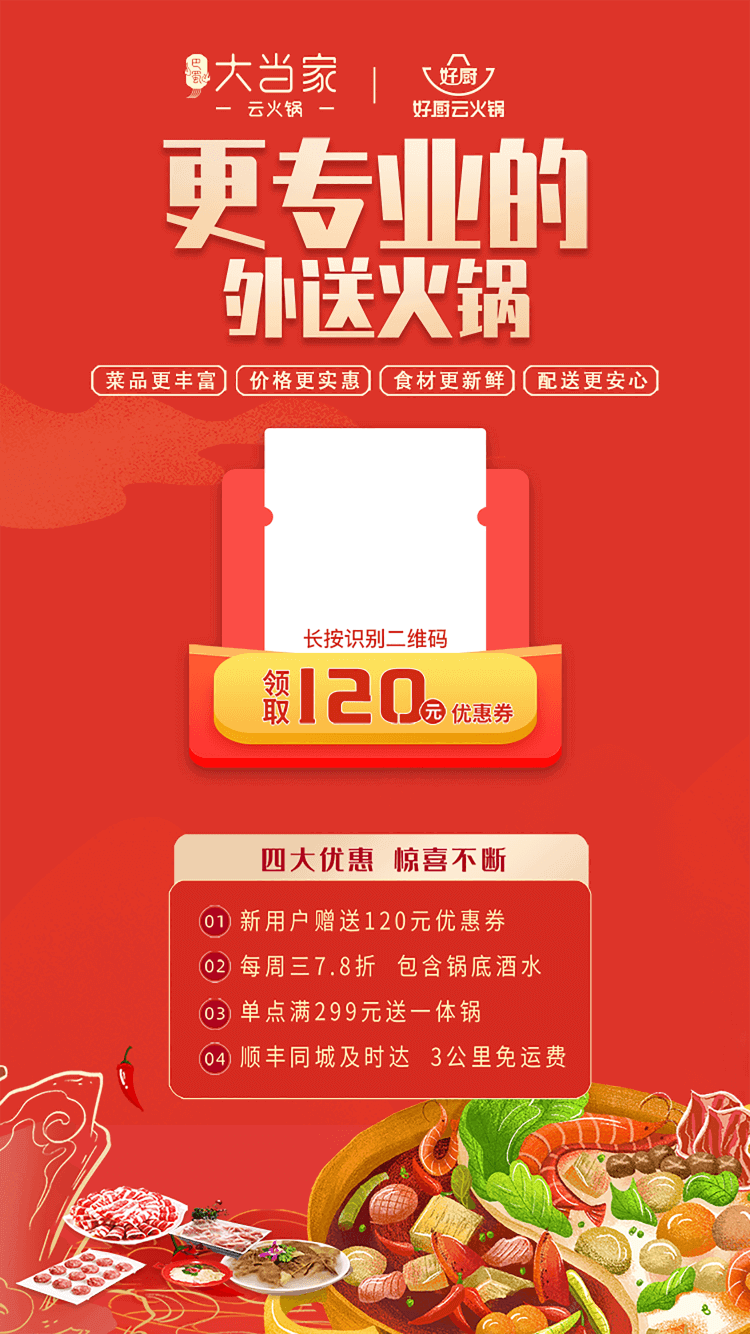 巴蜀 大当家 好厨
云火锅 好厨云火锅
更专业的
外送火锅
菜品更丰富 价格更实惠 食材更新鲜 配送更安心
长按识别二维码
领取120元优惠券
四大优惠 惊喜不断
01 新用户赠送120元优惠券
02 每周三7.8折 包含锅底酒水
03 单点满299元送一体锅
04 顺丰同城及时达 3公里免运费